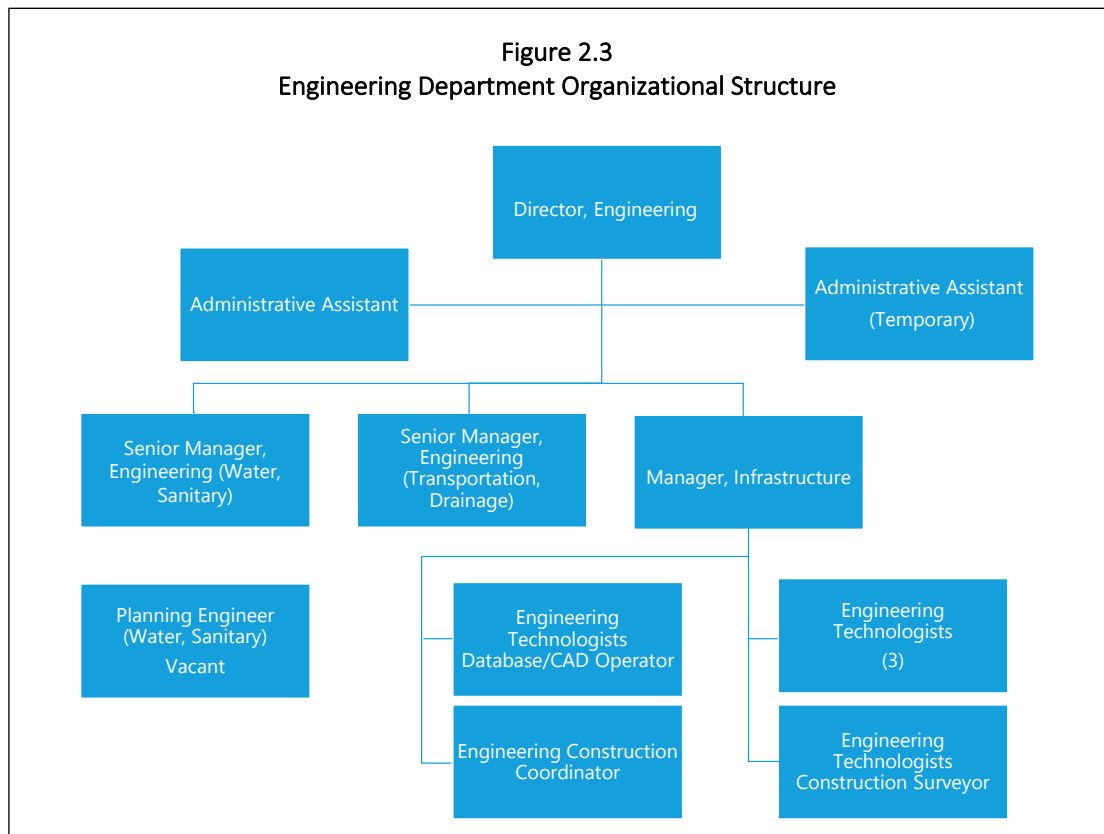 Figure 2.3
Engineering Department Organizational Structure
Director, Engineering
Administrative Assistant
Administrative Assistant
(Temporary)
Senior Manager,
Engineering (Water,
Sanitary)
Senior Manager,
Engineering
(Transportation,
Drainage)
Manager, Infrastructure
Planning Engineer
(Water, Sanitary)
Vacant
Engineering
Technologists
Database/CAD Operator
Engineering
Technologists
(3)
Engineering Construction
Coordinator
Engineering
Technologists
Construction Surveyor